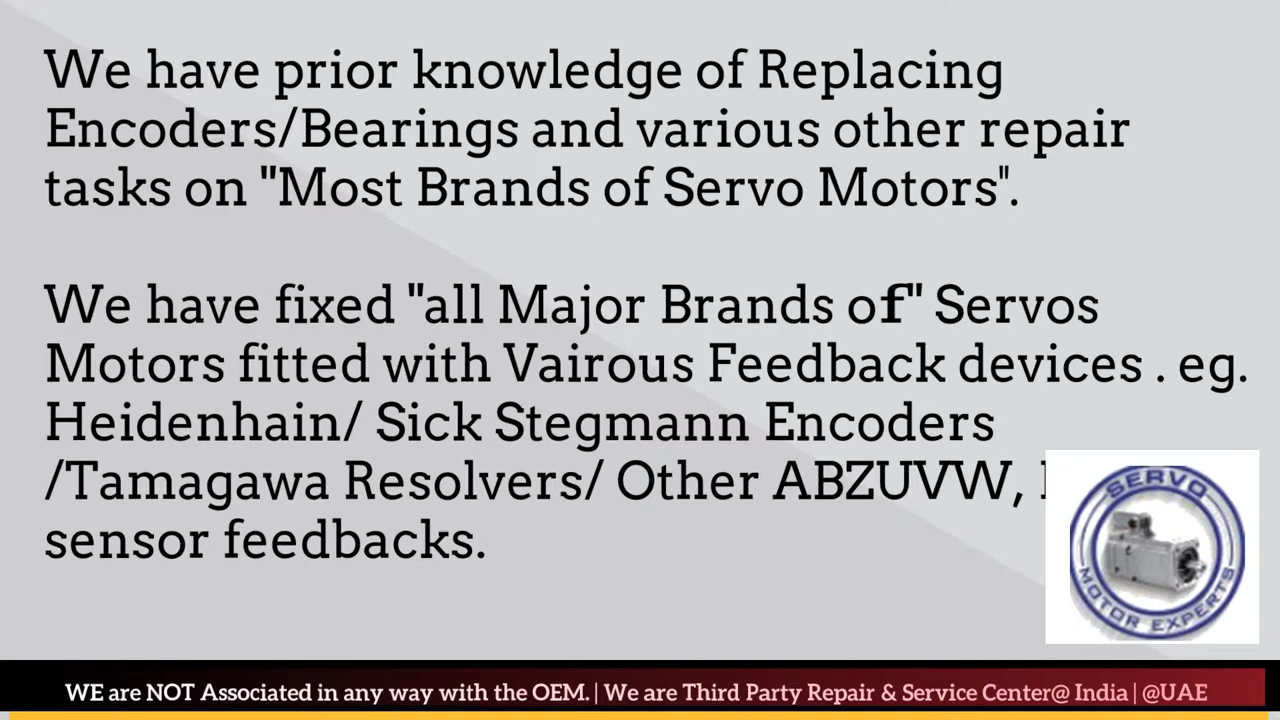 We have prior knowledge of Replacing
Encoders/Bearings and various other repair
tasks on "Most Brands of Servo Motors".
We have fixed "all Major Brands of" Servos
Motors fitted with Vairous Feedback devices . eg.
Heidenhain/ Sick Stegmann Encoders
/Tamagawa Resolvers/ Other ABZUVW,
sensor feedbacks.
SERVO
MOTOR EXPERTS
WE are NOT Associated in any way with the OEM. | We are Third Party Repair & Service Center@ India | @UAE